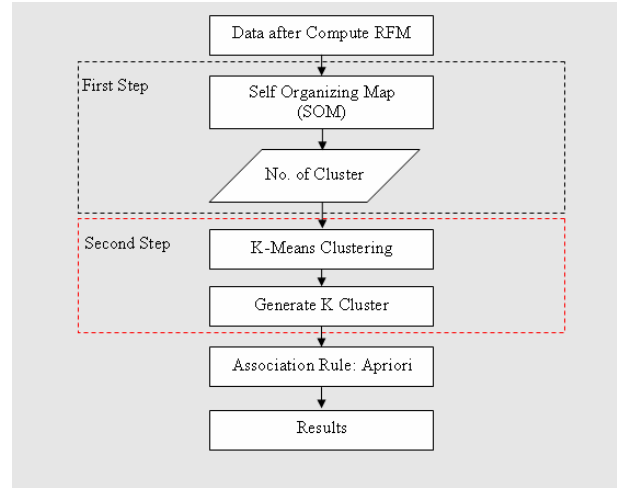 Data after Compute RFM
First Step
Self Organizing Map
(SOM)
No. of Cluster
Second Step
K-Means Clustering
Generate K Cluster
Association Rule: Apriori
Results